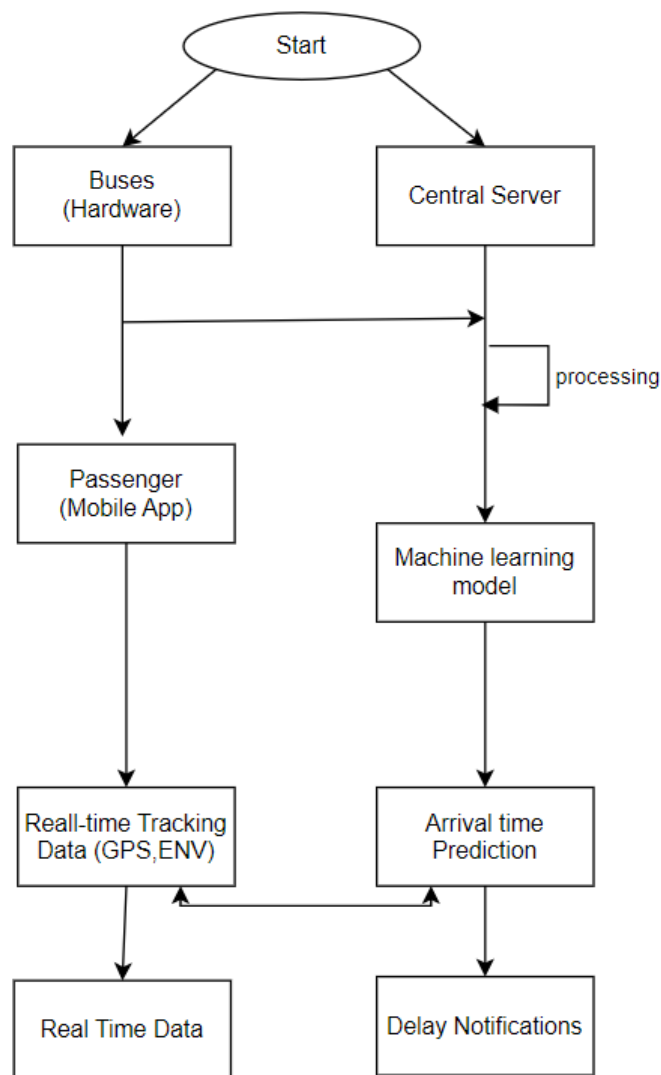 Start
Buses
(Hardware)
Central Server
processing
Passenger
(Mobile App)
Machine learning
model
Reall-time Tracking
Data (GPS,ENV)
Arrival time
Prediction
Real Time Data
Delay Notifications